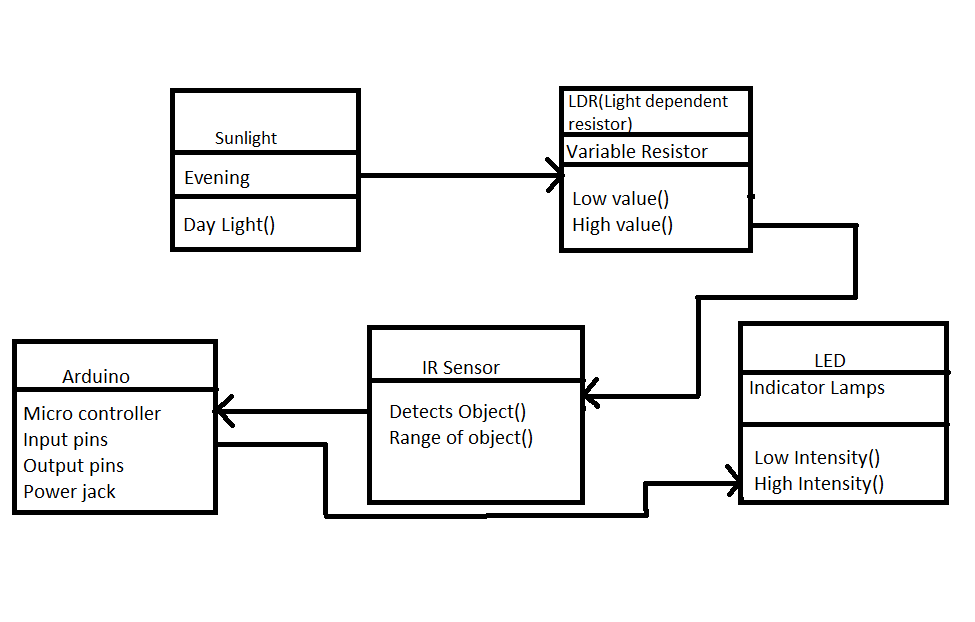 Sunlight
Evening
Day Light()
LDR(Light dependent
resistor)
Variable Resistor
Low value()
High value()
Arduino
Micro controller
Input pins
Output pins
Power jack
IR Sensor
Detects Object()
Range of object()
LED
Indicator Lamps
Low Intensity()
High Intensity()